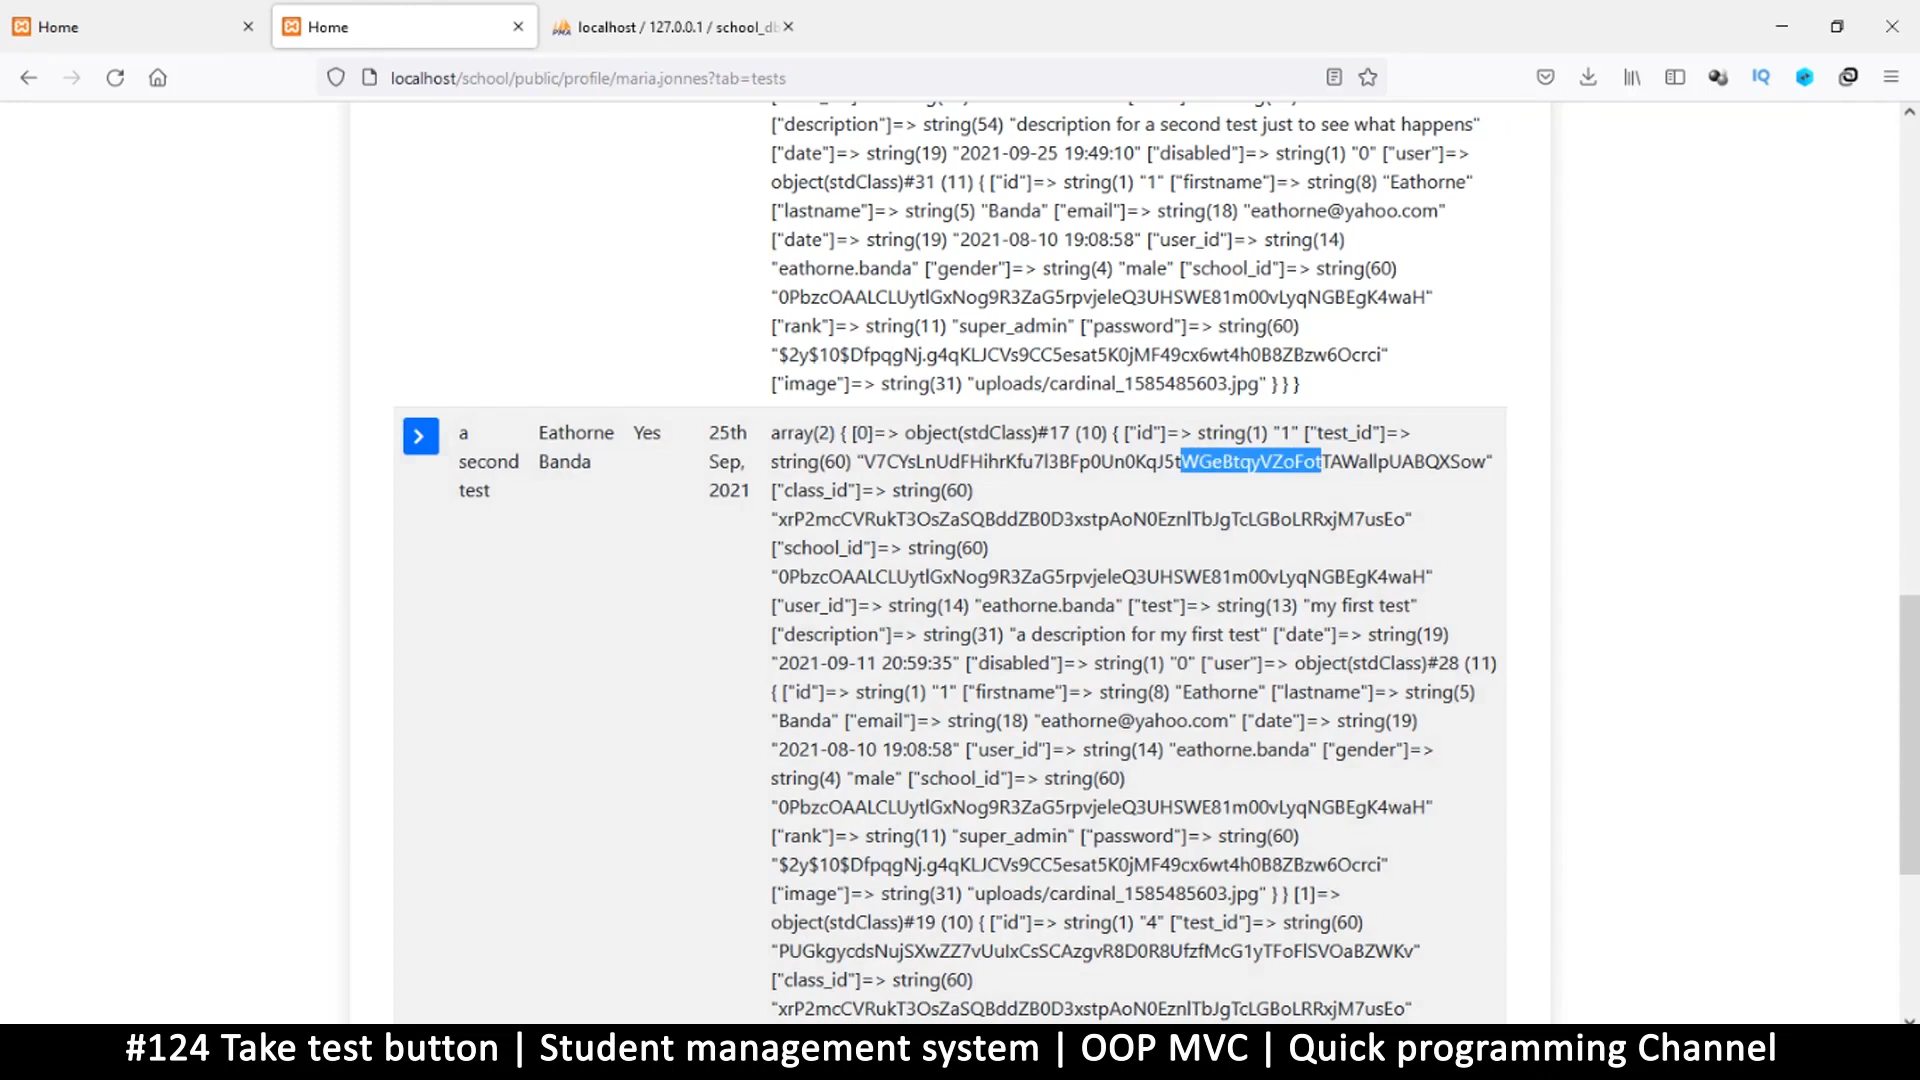 Home
Home
localhost / 127.0.0.1 / school_db
localhost/school/public/profile/maria.jonnes?tab=tests
IQ
["description"]=> string(54) "description for a second test just to see what happens"
["date"]=> string(19) "2021-09-25 19:49:10" ["disabled"]=> string(1) "0" ["user"]=>
object(stdClass)#31 (11) { ["id"]=> string(1) "1" ["firstname"]=> string(8) "Eathorne"
["lastname"]=> string(5) "Banda" ["email"]=> string(18) "eathorne@yahoo.com"
["date"]=> string(19) "2021-08-10 19:08:58" ["user_id"]=> string(14)
"eathorne.banda" ["gender"]=> string(4) "male" ["school_id"]=> string(60)
"0PbzcOAALCLUytlGxNog9R3ZaG5rpvjeleQ3UHSWE81m00vLyqNGBEgK4waH"
["rank"]=> string(11) "super_admin" ["password"]=> string(60)
"$2y$10$DfpqgNj.g4qKLJCVs9CC5esat5K0jMF49cx6wt4h0B8ZBzw6Ocrci"
["image"]=> string(31) "uploads/cardinal_1585485603.jpg" } } }
a second test
Eathorne Banda
Yes
25th Sep, 2021
array(2) { [0]=> object(stdClass)#17 (10) { ["id"]=> string(1) "1" ["test_id"]=>
string(60) "V7CYsLnUdFHihrKfu7l3BFp0Un0KqJ5tWGeBtqyVZoFotTAWallpUABQXSow"
["class_id"]=> string(60)
"xrP2mcCVRukT3OsZaSQBddZB0D3xstpAoN0EznlTbJgTcLGBoLRRxjM7usEo"
["school_id"]=> string(60)
"0PbzcOAALCLUytlGxNog9R3ZaG5rpvjeleQ3UHSWE81m00vLyqNGBEgK4waH"
["user_id"]=> string(14) "eathorne.banda" ["test"]=> string(13) "my first test"
["description"]=> string(31) "a description for my first test" ["date"]=> string(19)
"2021-09-11 20:59:35" ["disabled"]=> string(1) "0" ["user"]=> object(stdClass)#28 (11)
{ ["id"]=> string(1) "1" ["firstname"]=> string(8) "Eathorne" ["lastname"]=> string(5)
"Banda" ["email"]=> string(18) "eathorne@yahoo.com" ["date"]=> string(19)
"2021-08-10 19:08:58" ["user_id"]=> string(14) "eathorne.banda" ["gender"]=>
string(4) "male" ["school_id"]=> string(60)
"0PbzcOAALCLUytlGxNog9R3ZaG5rpvjeleQ3UHSWE81m00vLyqNGBEgK4waH"
["rank"]=> string(11) "super_admin" ["password"]=> string(60)
"$2y$10$DfpqgNj.g4qKLJCVs9CC5esat5K0jMF49cx6wt4h0B8ZBzw6Ocrci"
["image"]=> string(31) "uploads/cardinal_1585485603.jpg" } } [1]=>
object(stdClass)#19 (10) { ["id"]=> string(1) "4" ["test_id"]=> string(60)
"PUGkgycdsNujSXwZZ7vUuIxCsSCAzgvR8D0R8UfzfMcG1yTFoFlSVOaBZWKv"
["class_id"]=> string(60)
"xrP2mcCVRukT3OsZaSQBddZB0D3xstpAoN0EznlTbJgTcLGBoLRRxjM7usEo"
#124 Take test button | Student management system | OOP MVC | Quick programming Channel